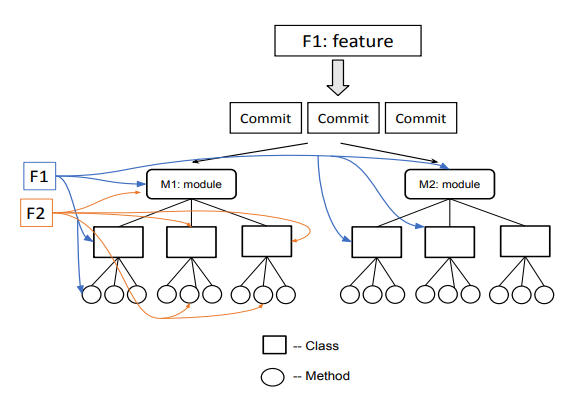 F1: feature
Commit
Commit
Commit
F1
M1: module
M2: module
F2
-- Class
-- Method